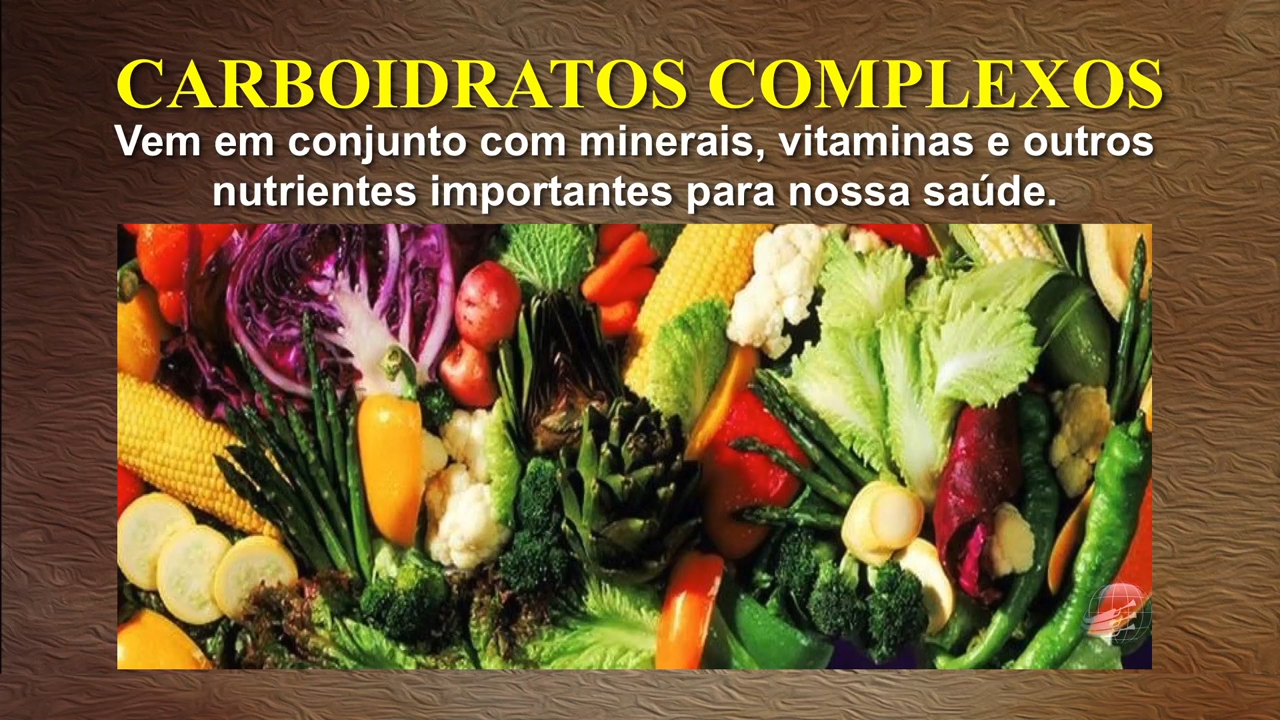 CARBOIDRATOS COMPLEXOS
Vem em conjunto com minerais, vitaminas e outros
nutrientes importantes para nossa saúde.